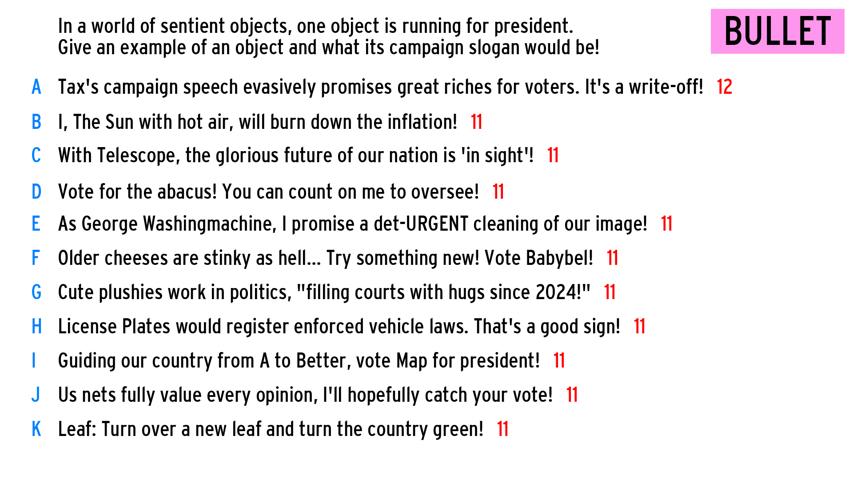 In a world of sentient objects, one object is running for president.
Give an example of an object and what its campaign slogan would be!
BULLET
A Tax's campaign speech evasively promises great riches for voters. It's a write-off! 12
B I, The Sun with hot air, will burn down the inflation! 11
C With Telescope, the glorious future of our nation is 'in sight'! 11
D Vote for the abacus! You can count on me to oversee! 11
E As George Washingmachine, I promise a det-URGENT cleaning of our image! 11
F Older cheeses are stinky as hell... Try something new! Vote Babybel! 11
G Cute plushies work in politics, "filling courts with hugs since 2024!" 11
H License Plates would register enforced vehicle laws. That's a good sign! 11
I Guiding our country from A to Better, vote Map for president! 11
J Us nets fully value every opinion, I'll hopefully catch your vote! 11
K Leaf: Turn over a new leaf and turn the country green! 11